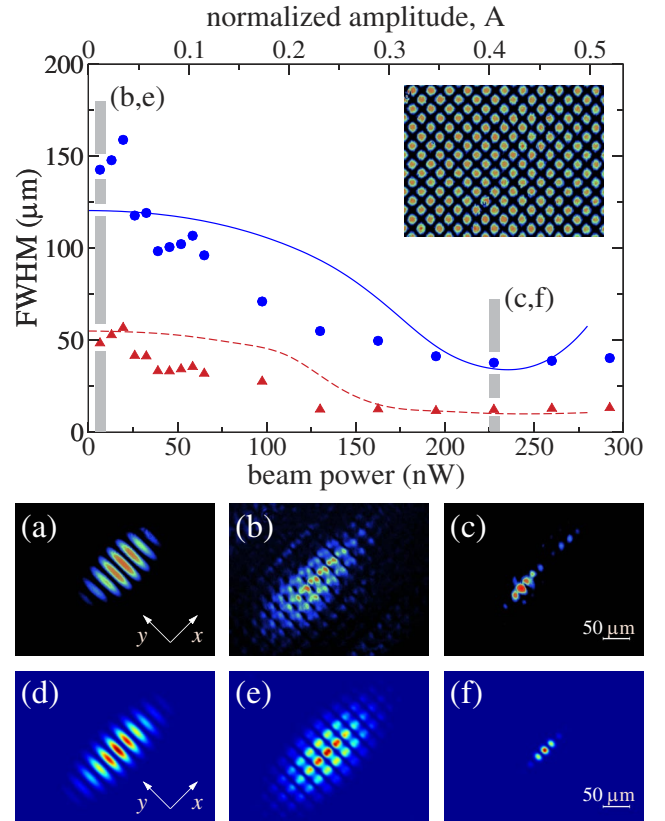 normalized amplitude, A
0 0.1 0.2 0.3 0.4 0.5
200
(b,e)
150
FWHM (μm)
100
(c,f)
50
0
0 50 100 150 200 250 300
beam power (nW)
(a) (b) (c)
y x 50 μm
(d) (e) (f)
y x 50 μm